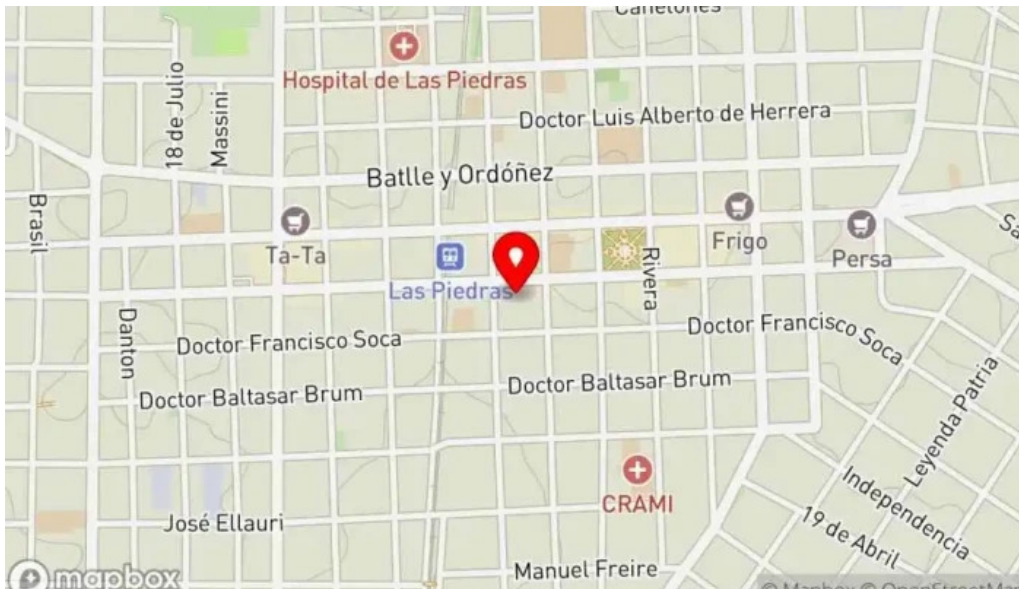 Canelones
Hospital de Las Piedras
18 de Julio
Massini
Doctor Luis Alberto de Herrera
Batlle y Ordóñez
Brasil
Ta-Ta
Frigo
Persa
Rivera
Las Piedras
Danton
Doctor Francisco Soca
Doctor Francisco Soca
Doctor Baltasar Brum
Doctor Baltasar Brum
Leyenda Patria
CRAMI
Independencia
José Ellauri
19 de Abril
Manuel Freire
mapbox
© Mapbox © OpenStreetMap